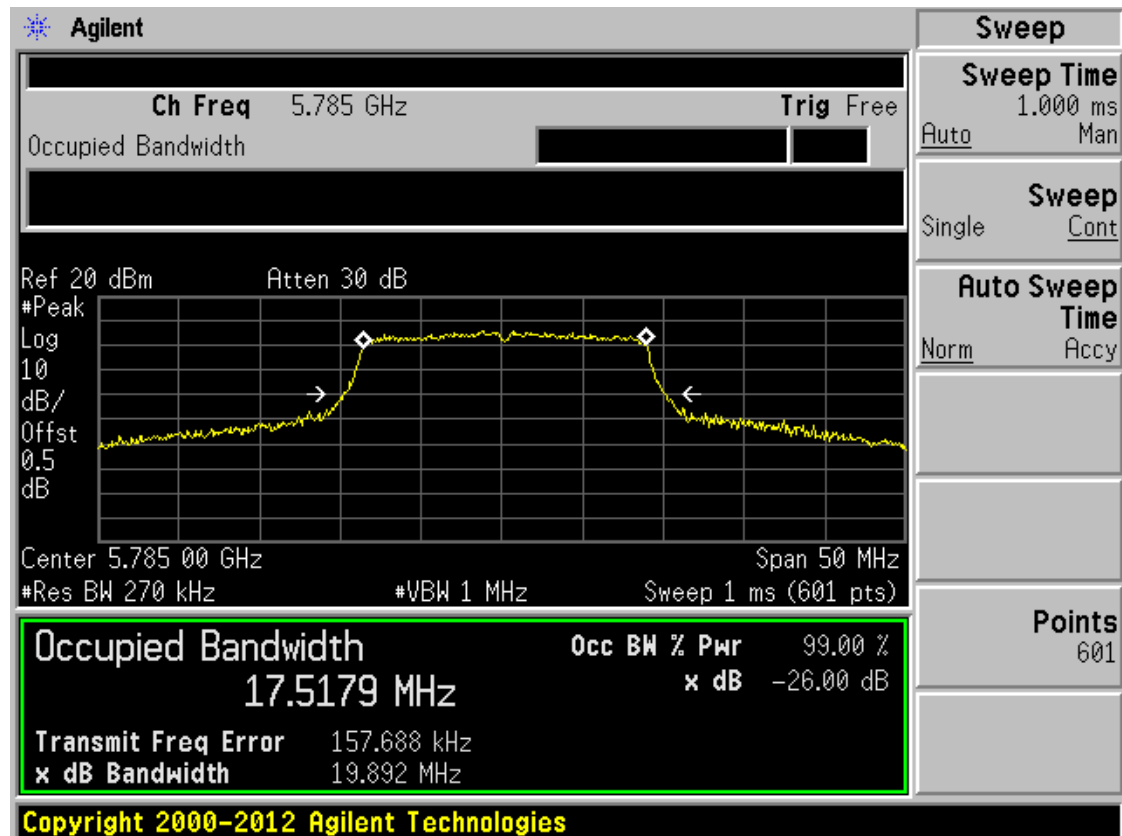 Agilent
Ch Freq 5.785 GHz Trig Free
Occupied Bandwidth
Ref 20 dBm Atten 30 dB
#Peak
Log
10
dB/
Offst
0.5
dB
Center 5.785 00 GHz Span 50 MHz
#Res BW 270 kHz #VBW 1 MHz Sweep 1 ms (601 pts)
Occupied Bandwidth Occ BW % Pwr 99.00 %
17.5179 MHz x dB -26.00 dB
Transmit Freq Error 157.688 kHz
x dB Bandwidth 19.892 MHz
Copyright 2000-2012 Agilent Technologies
Sweep
Sweep Time
1.000 ms
Auto Man
Sweep
Single Cont
Auto Sweep
Time
Norm Accy
Points
601